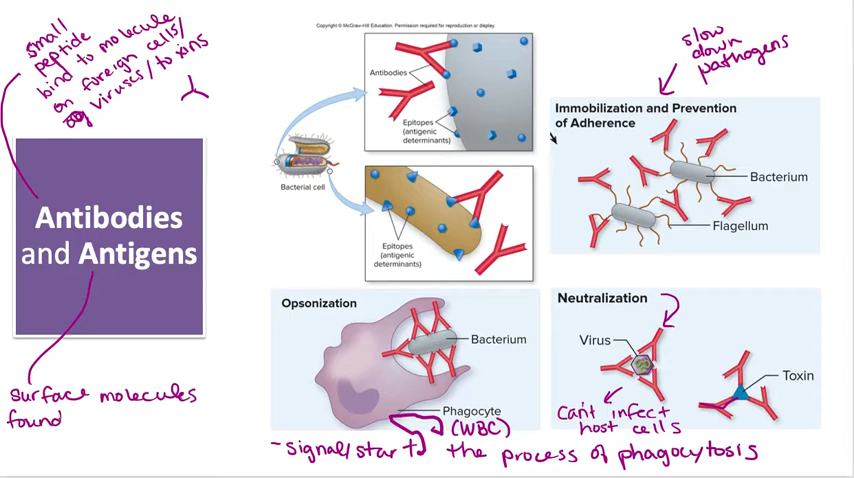 Copyright © McGraw-Hill Education. Permission required for reproduction or display.
small
peptide
bind to molecule
on foreign cells/
viruses/toxins
Antibodies
and Antigens
surface molecules
found
Antibodies
Epitopes
(antigenic
determinants)
Bacterial cell
Epitopes
(antigenic
determinants)
slow
down
pathogens
Immobilization and Prevention
of Adherence
Bacterium
Flagellum
Opsonization
Bacterium
Phagocyte
(WBC)
- signal/start the process of phagocytosis
Neutralization
Virus
Toxin
Can't infect
host cells